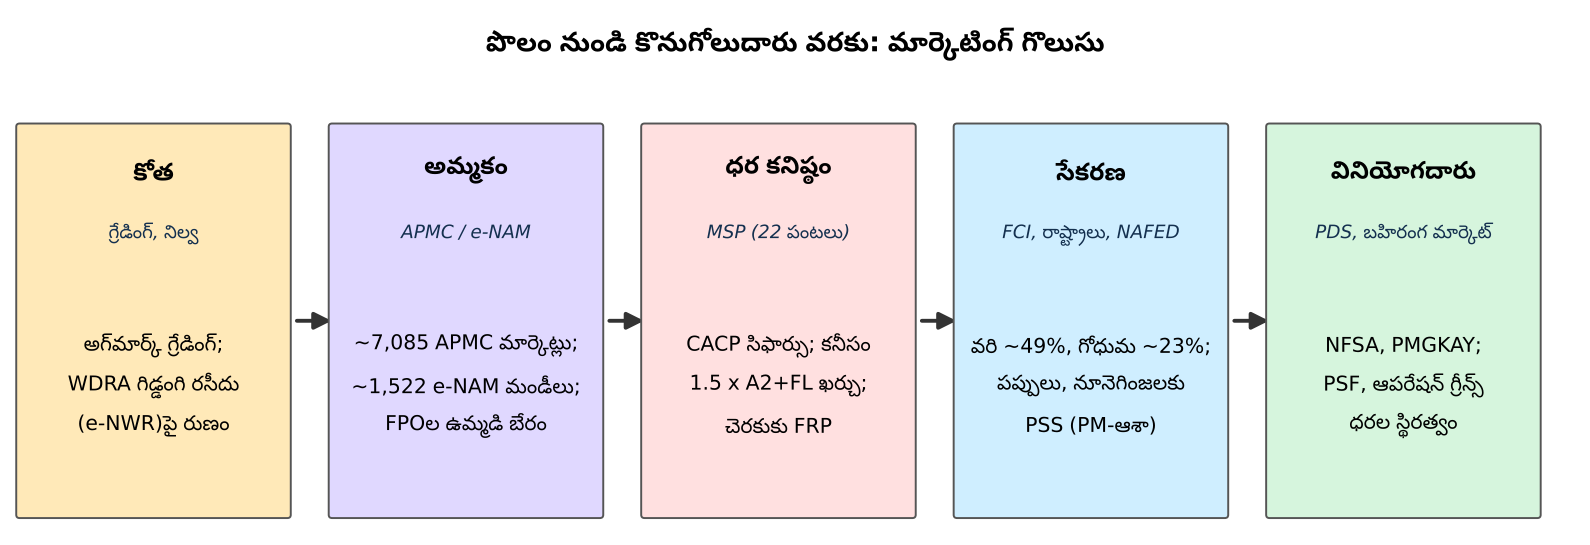 పొలం నుండి కొనుగోలుదారు వరకు: మార్కెటింగ్ గొలుసు
కోత
గ్రేడింగ్, నిల్వ
అగ్‌మార్క్ గ్రేడింగ్;
WDRA గిడ్డంగి రసీదు
(e-NWR)పై రుణం
అమ్మకం
APMC / e-NAM
~7,085 APMC మార్కెట్లు;
~1,522 e-NAM మండీలు;
FPOల ఉమ్మడి బేరం
ధర కనిష్ఠం
MSP (22 పంటలు)
CACP సిఫార్సు; కనీసం
1.5 x A2+FL ఖర్చు;
చెరకుకు FRP
సేకరణ
FCI, రాష్ట్రాలు, NAFED
వరి ~49%, గోధుమ ~23%;
పప్పులు, నూనెగింజలకు
PSS (PM-ఆశా)
వినియోగదారు
PDS, బహిరంగ మార్కెట్
NFSA, PMGKAY;
PSF, ఆపరేషన్ గ్రీన్స్
ధరల స్థిరత్వం